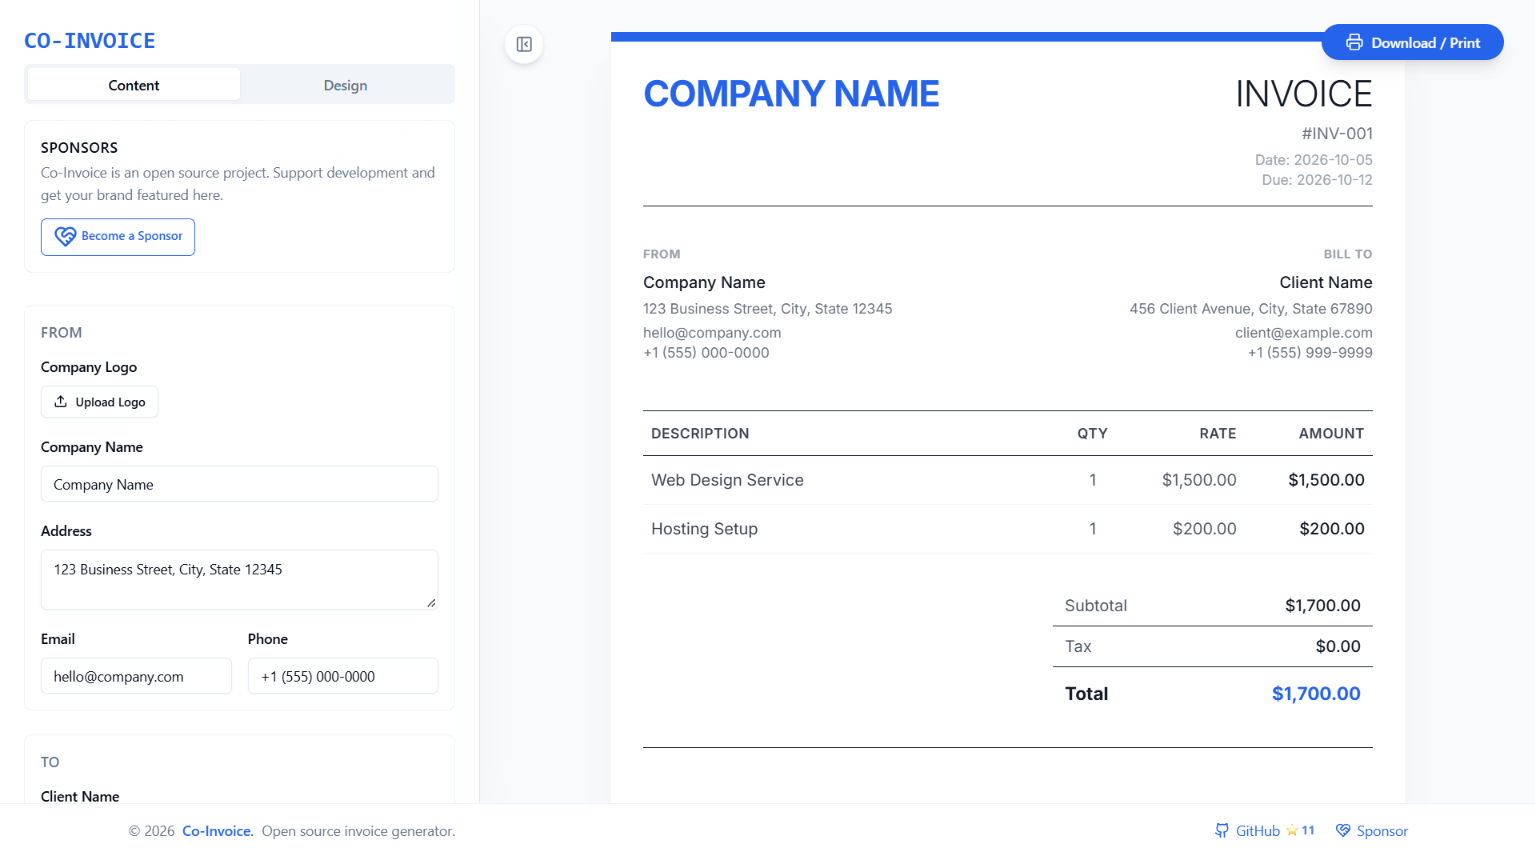 CO-INVOICE
Content
Design
SPONSORS
Co-Invoice is an open source project. Support development and
get your brand featured here.
Become a Sponsor
FROM
Company Logo
Upload Logo
Company Name
Company Name
Address
123 Business Street, City, State 12345
Email
Phone
hello@company.com
+1 (555) 000-0000
TO
Client Name
Download / Print
COMPANY NAME
INVOICE
#INV-001
Date: 2026-10-05
Due: 2026-10-12
FROM
Company Name
123 Business Street, City, State 12345
hello@company.com
+1 (555) 000-0000
BILL TO
Client Name
456 Client Avenue, City, State 67890
client@example.com
+1 (555) 999-9999
DESCRIPTION QTY RATE AMOUNT
Web Design Service 1 $1,500.00 $1,500.00
Hosting Setup 1 $200.00 $200.00
Subtotal $1,700.00
Tax $0.00
Total $1,700.00
© 2026 Co-Invoice. Open source invoice generator.
GitHub ⭐ 11
Sponsor